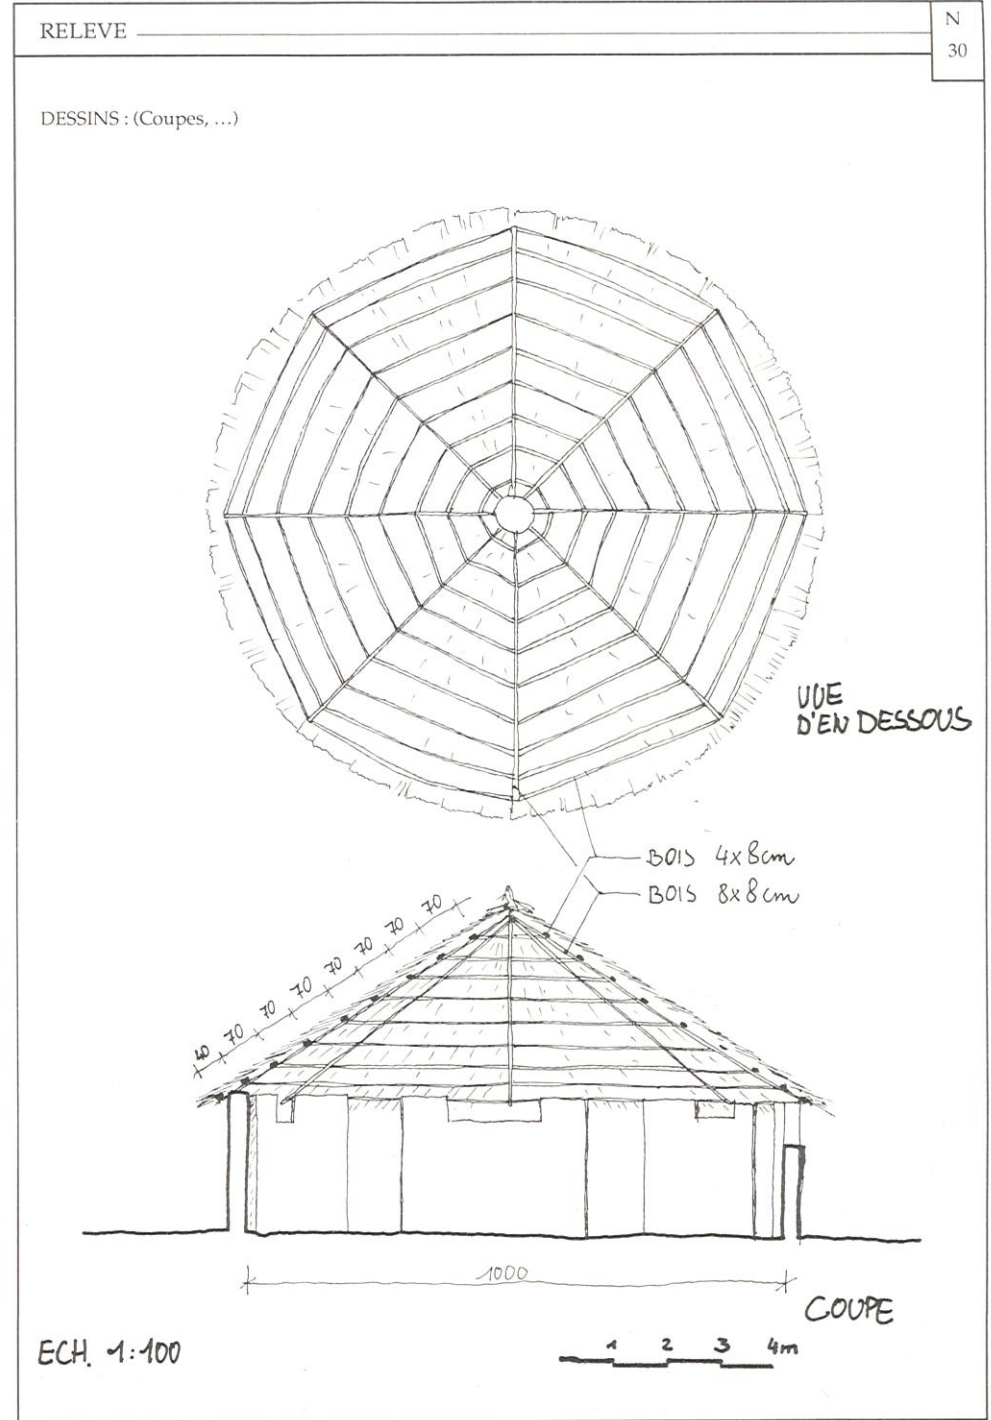 RELEVE
N
30
DESSINS : (Coupes, ...)
VUE
D'EN DESSOUS
BOIS 4x8cm
BOIS 8x8cm
40 70 70 70 70 70 70 70
1000
COUPE
ECH. 1:100
1 2 3 4m